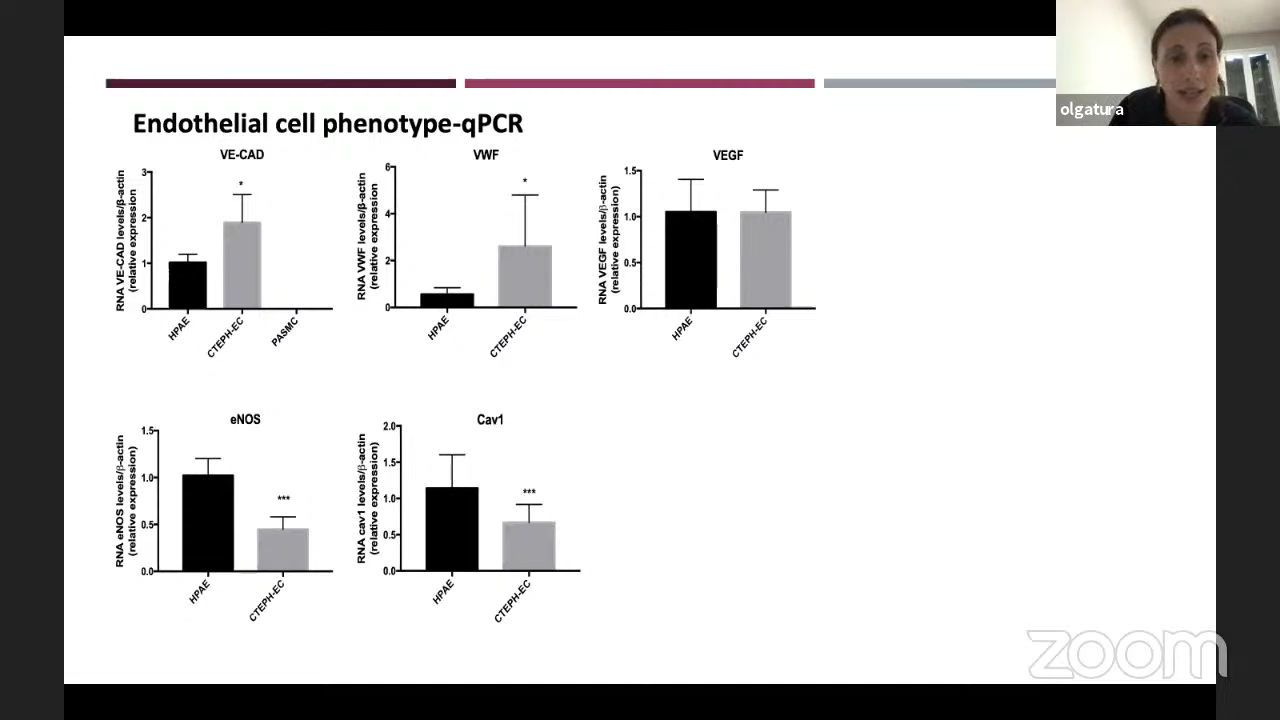 olgatura
Endothelial cell phenotype-qPCR
VE-CAD
RNA VE-CAD levels/β-actin
(relative expression)
3
2
1
0
*
HPAE
CTEPH-EC
PASMC
VWF
RNA VWF levels/β-actin
(relative expression)
6
4
2
0
*
HPAE
CTEPH-EC
VEGF
RNA VEGF levels/β-actin
(relative expression)
1.5
1.0
0.5
0.0
HPAE
CTEPH-EC
eNOS
RNA eNOS levels/β-actin
(relative expression)
1.5
1.0
0.5
0.0
***
HPAE
CTEPH-EC
Cav1
RNA cav1 levels/β-actin
(relative expression)
2.0
1.5
1.0
0.5
0.0
***
HPAE
CTEPH-EC
zoom